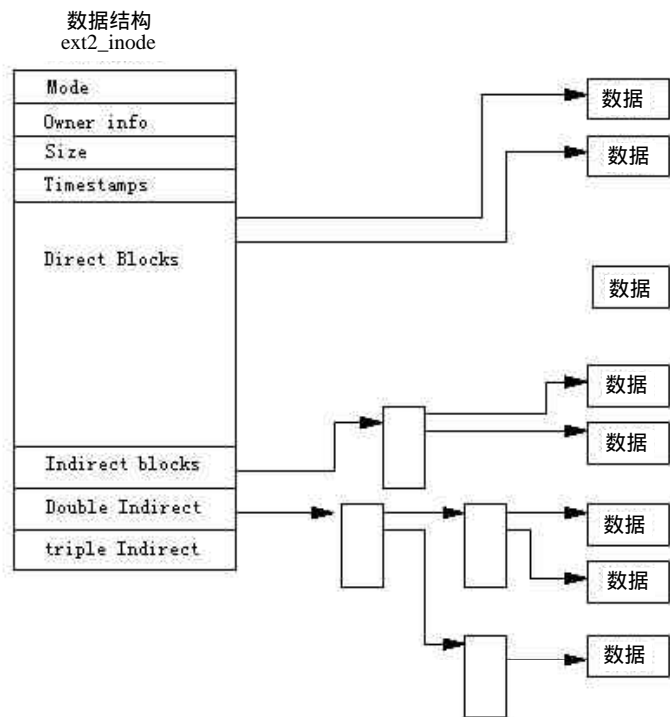 数据结构
ext2_inode
Mode
Owner info
Size
Timestamps
Direct Blocks
Indirect blocks
Double Indirect
triple Indirect
数据
数据
数据
数据
数据
数据
数据
数据